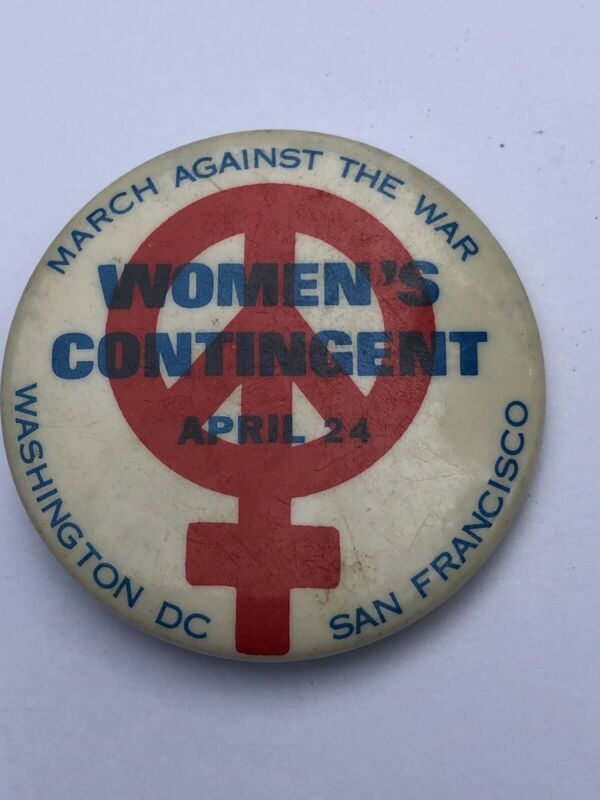 MARCH AGAINST THE WAR
WOMEN'S
CONTINGENT
APRIL 24
WASHINGTON DC
SAN FRANCISCO